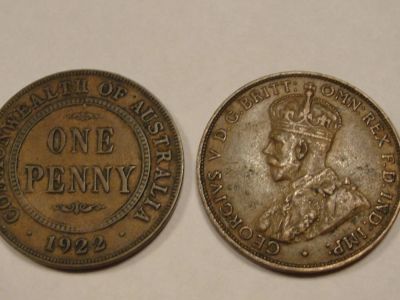 COMMONWEALTH OF AUSTRALIA
ONE
PENNY
· 1922 ·
GEORGIVS V D.G.BRITT: OMN: REX F.D. IND: IMP: